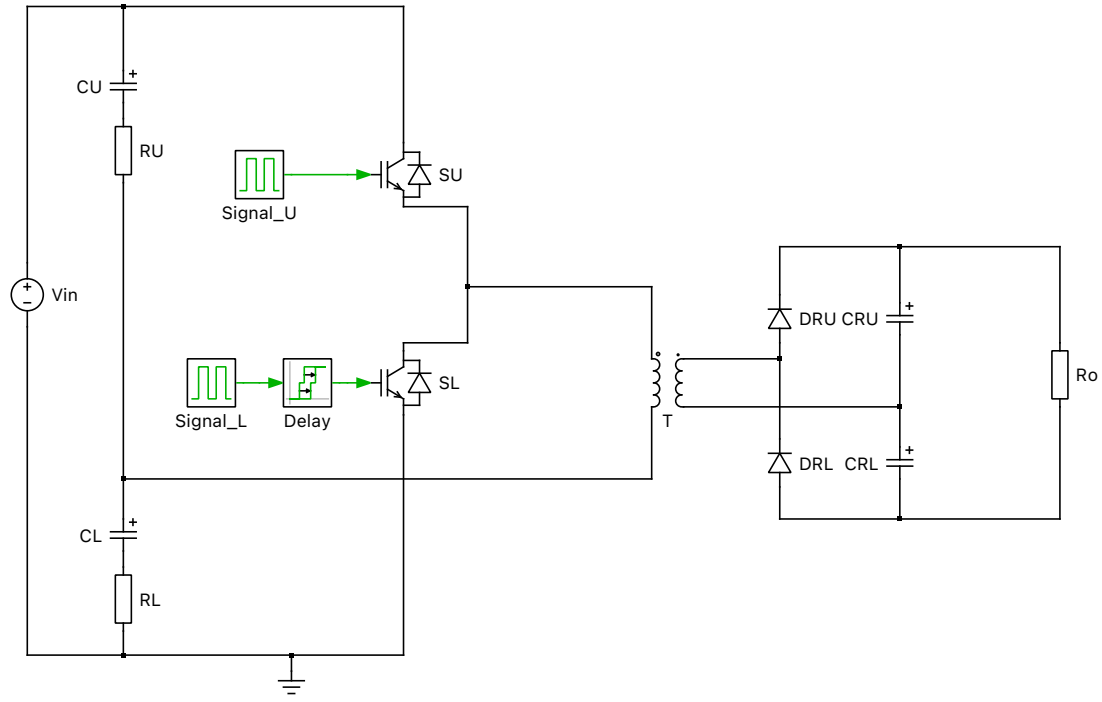 CU
RU
SU
Signal_U
Vin
DRU CRU
Ro
SL
Signal_L Delay
T
DRL CRL
CL
RL